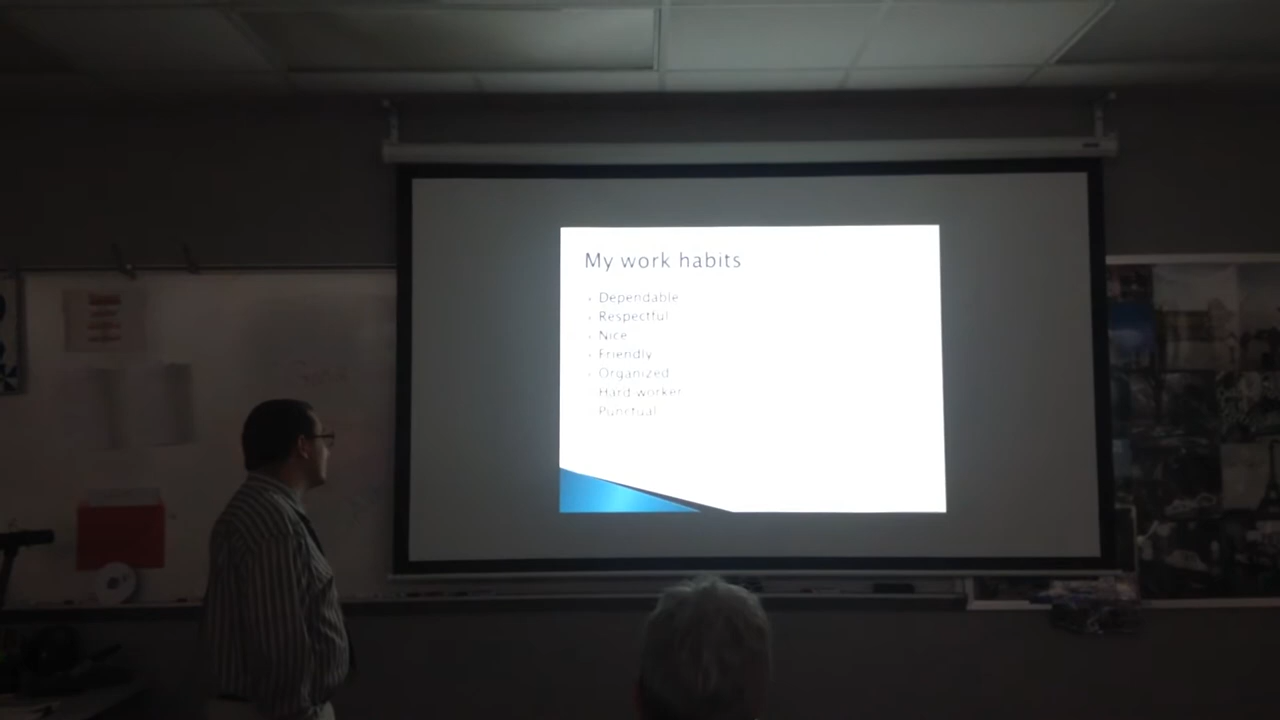 My work habits
Dependable
Respectful
Nice
Friendly
Organized
Hard worker
Punctual